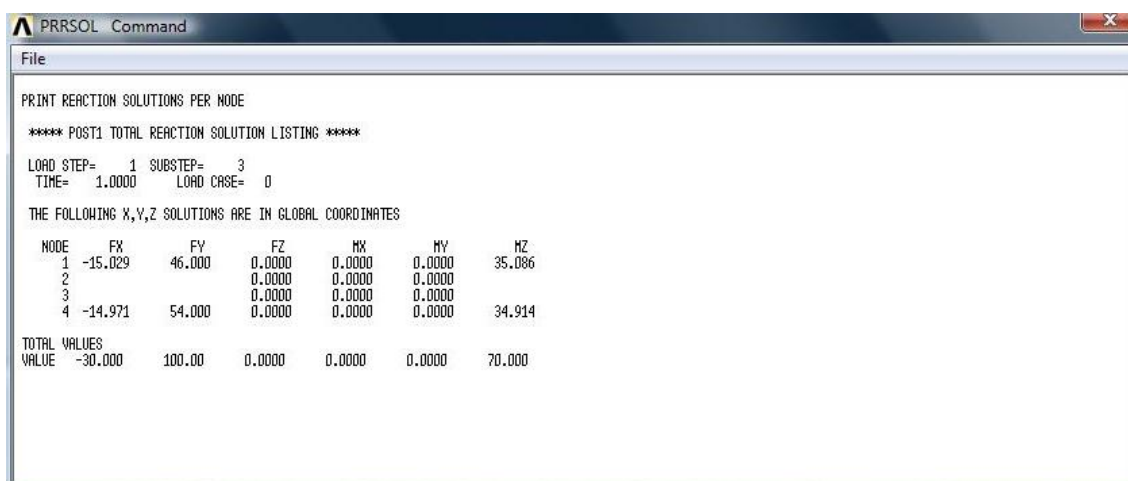 PRRSOL Command
File
PRINT REACTION SOLUTIONS PER NODE
***** POST1 TOTAL REACTION SOLUTION LISTING *****
LOAD STEP= 1 SUBSTEP= 3
TIME= 1.0000 LOAD CASE= 0
THE FOLLOWING X,Y,Z SOLUTIONS ARE IN GLOBAL COORDINATES
NODE FX FY FZ MX MY MZ
1 -15.029 46.000 0.0000 0.0000 0.0000 35.086
2 0.0000 0.0000 0.0000
3 0.0000 0.0000 0.0000
4 -14.971 54.000 0.0000 0.0000 0.0000 34.914
TOTAL VALUES
VALUE -30.000 100.00 0.0000 0.0000 0.0000 70.000